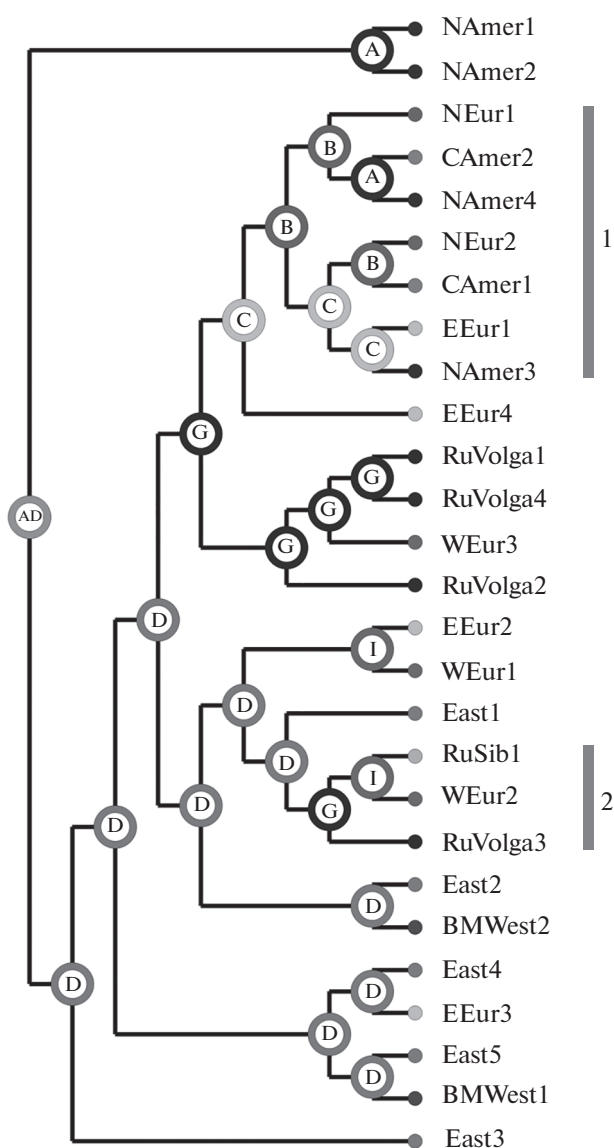 NAmer1
A
NAmer2
NEur1
B
CAmer2
A
NAmer4
B
NEur2
B
1
CAmer1
C
C
EEur1
C
NAmer3
EEur4
G
RuVolga1
G
RuVolga4
G
AD
WEur3
G
RuVolga2
D
EEur2
I
WEur1
D
East1
D
RuSib1
I
WEur2
D
G
2
D
RuVolga3
East2
D
BMWest2
East4
D
D
EEur3
D
East5
D
BMWest1
East3